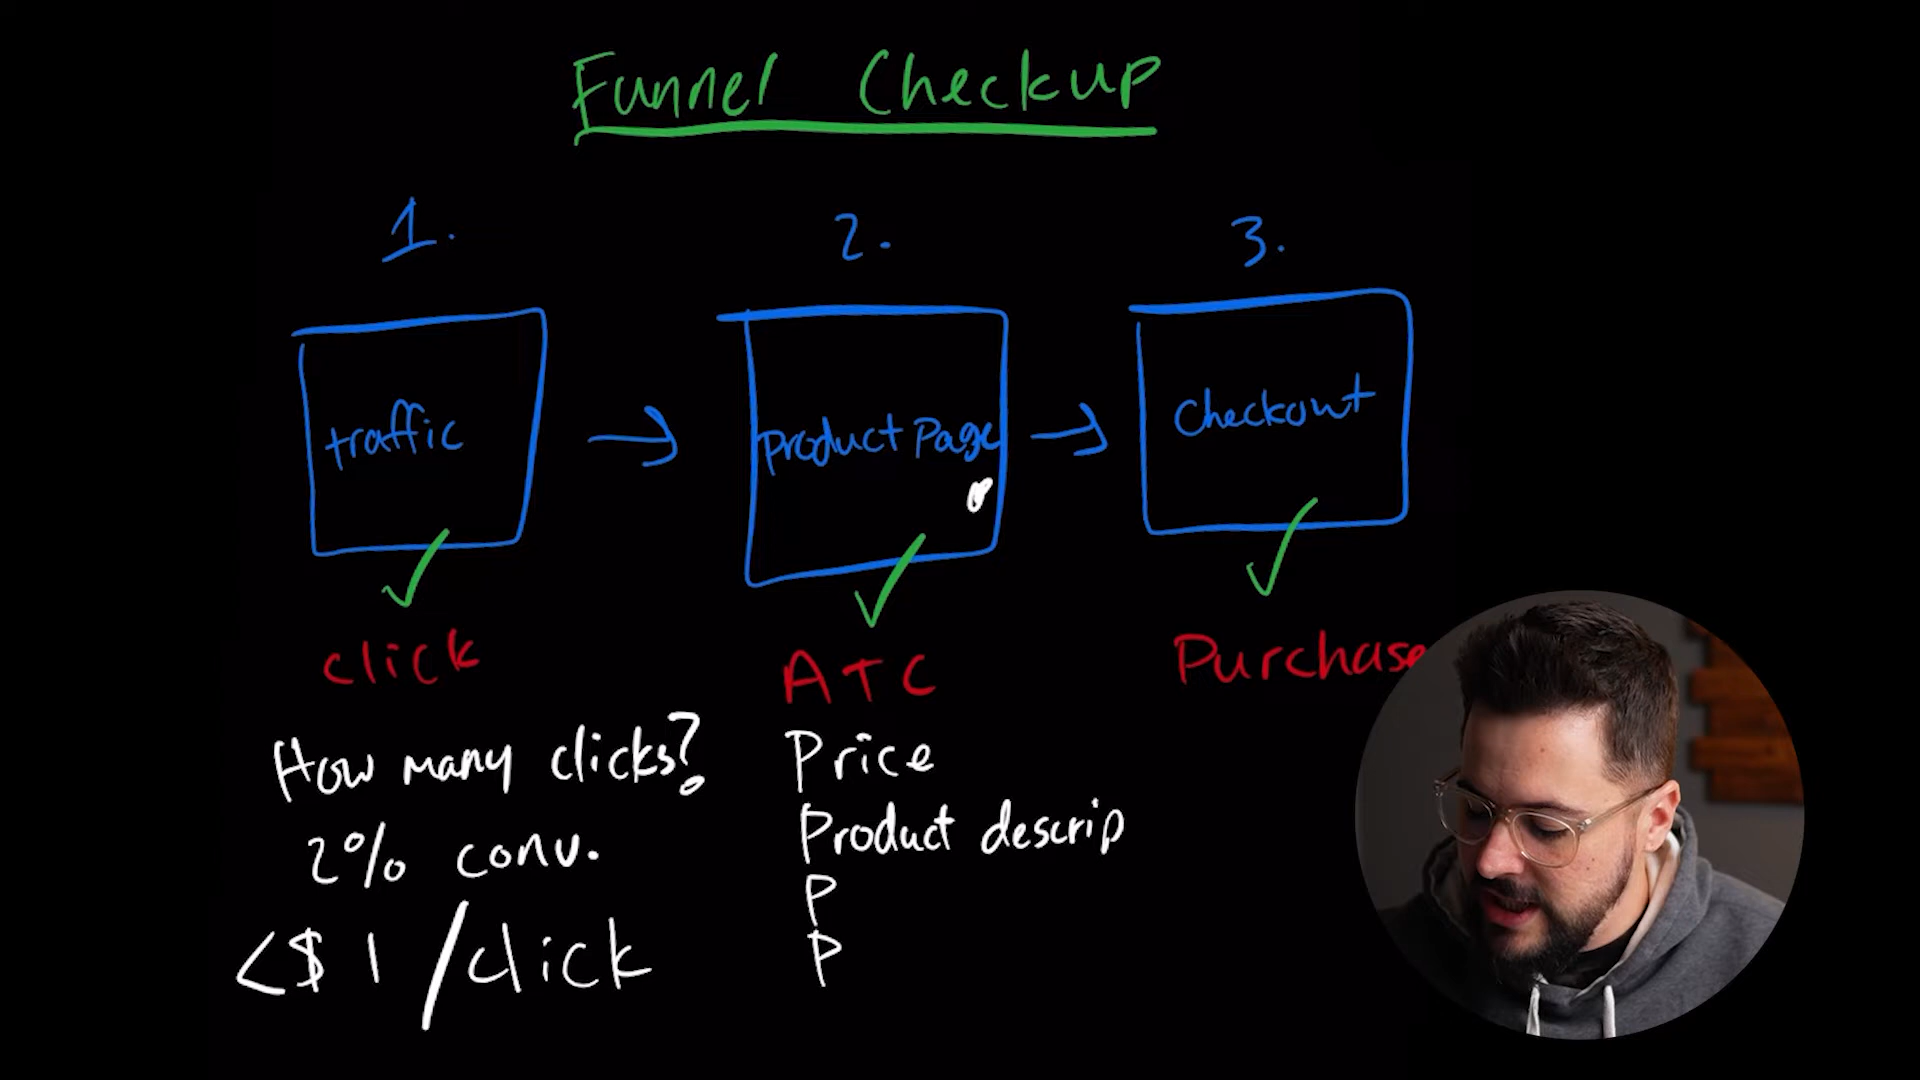 Funnel Checkup
1.
2.
3.
traffic
product Page
Checkout
click
ATC
Purchase
How many clicks?
2% conv.
<$1/click
Price
Product descrip
P
P